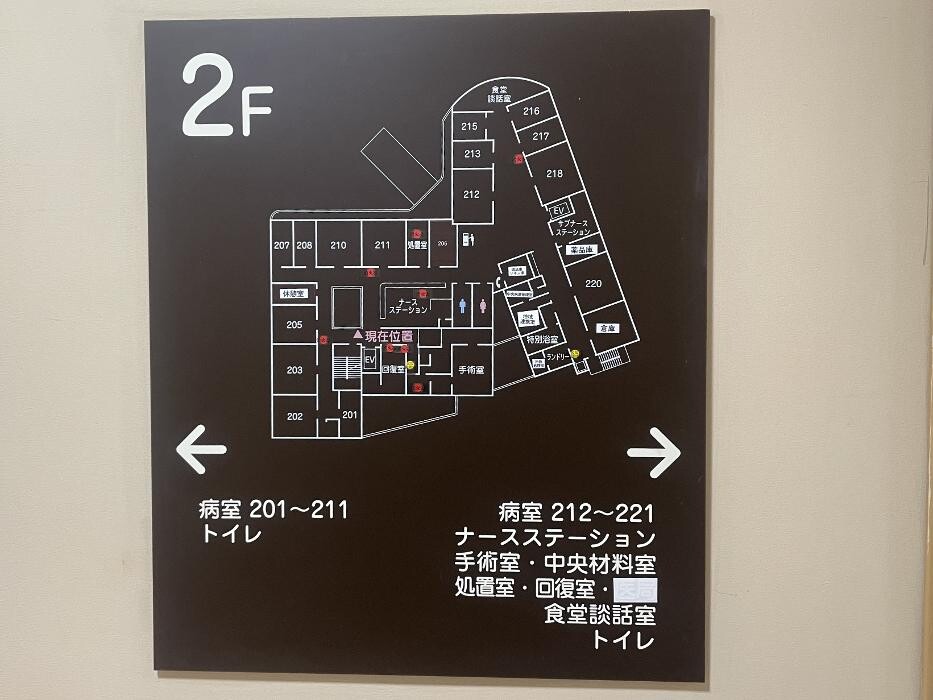 2F
食堂
談話室
216
215
217
213
218
212
EV
サブナース
ステーション
207
208
210
211
処置室
206
薬品庫
220
休憩室
ナース
ステーション
205
倉庫
現在位置
特別浴室
EV
回復室
手術室
ランドリー
203
202
201
病室 201～211
トイレ
病室 212～221
ナースステーション
手術室・中央材料室
処置室・回復室・
食堂談話室
トイレ